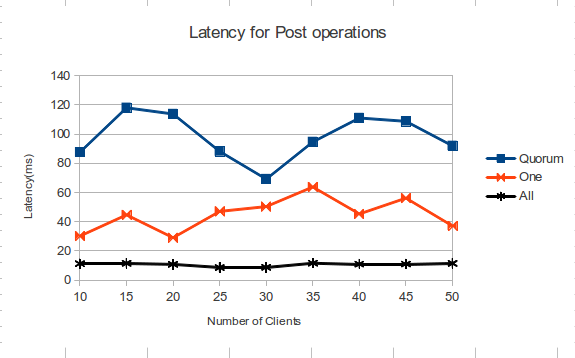 Latency for Post operations
140
120
100
80
60
40
20
0
Latency(ms)
10 15 20 25 30 35 40 45 50
Number of Clients
Quorum
One
All